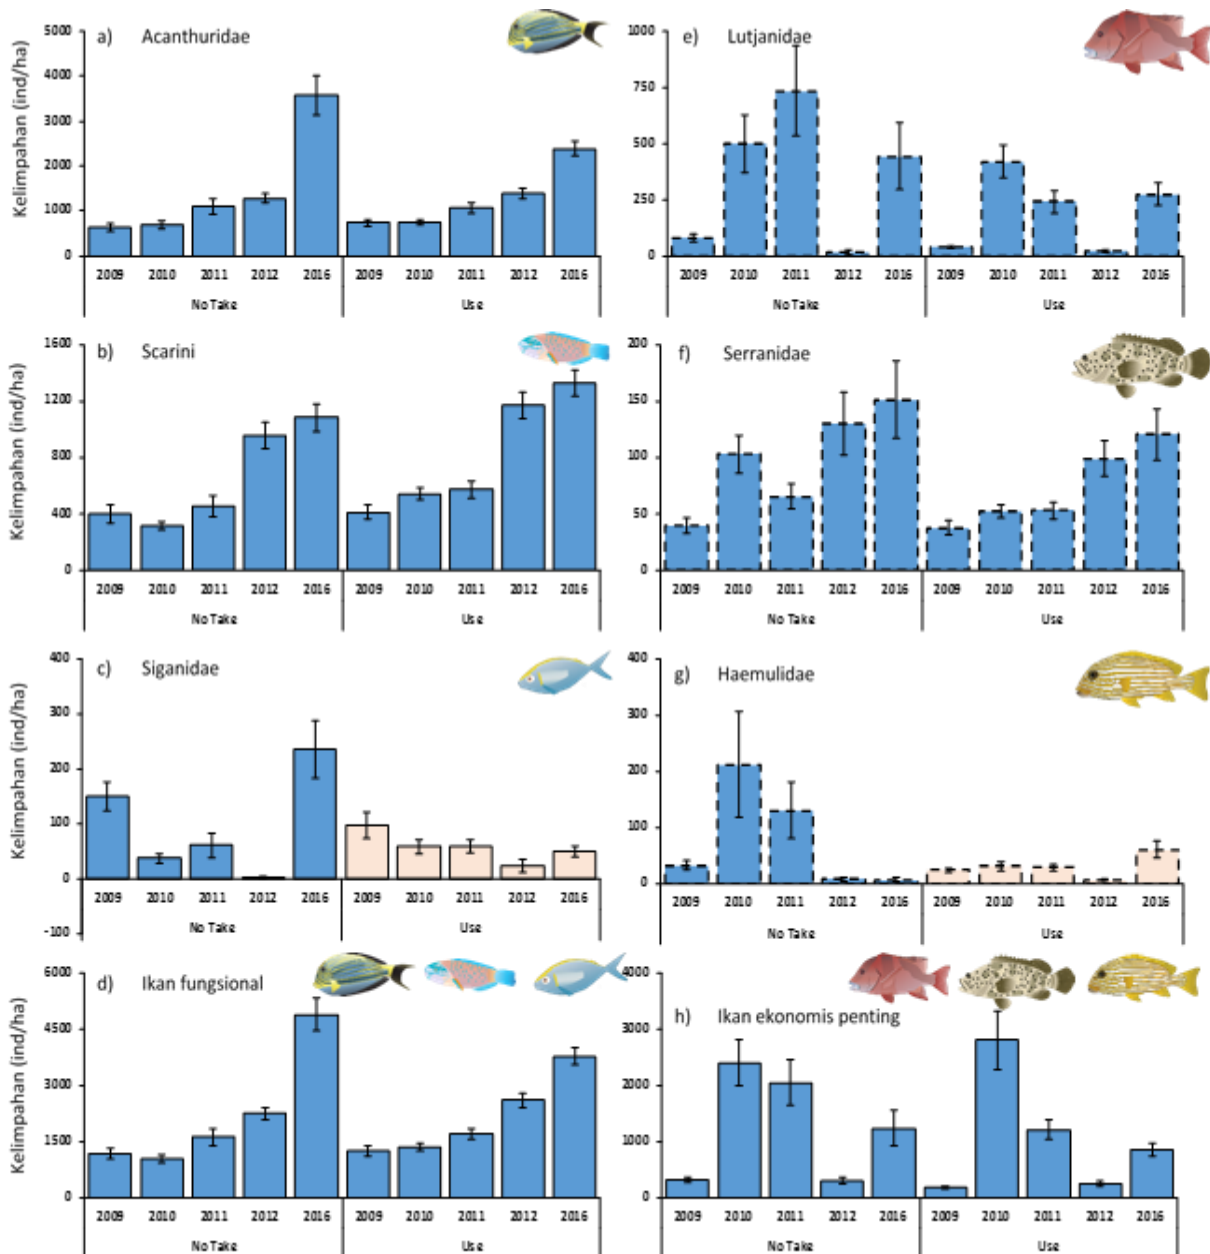 a) Acanthuridae
Kelimpahan (ind/ha)
5000
4000
3000
2000
1000
0
2009 2010 2011 2012 2016 2009 2010 2011 2012 2016
No Take Use
e) Lutjanidae
1000
750
500
250
0
2009 2010 2011 2012 2016 2009 2010 2011 2012 2016
No Take Use
b) Scarini
Kelimpahan (ind/ha)
1600
1200
800
400
0
2009 2010 2011 2012 2016 2009 2010 2011 2012 2016
No Take Use
f) Serranidae
200
150
100
50
0
2009 2010 2011 2012 2016 2009 2010 2011 2012 2016
No Take Use
c) Siganidae
Kelimpahan (ind/ha)
400
300
200
100
0
-100
2009 2010 2011 2012 2016 2009 2010 2011 2012 2016
No Take Use
g) Haemulidae
400
300
200
100
0
2009 2010 2011 2012 2016 2009 2010 2011 2012 2016
No Take Use
d) Ikan fungsional
Kelimpahan (ind/ha)
6000
4500
3000
1500
0
2009 2010 2011 2012 2016 2009 2010 2011 2012 2016
No Take Use
h) Ikan ekonomis penting
4000
3000
2000
1000
0
2009 2010 2011 2012 2016 2009 2010 2011 2012 2016
No Take Use